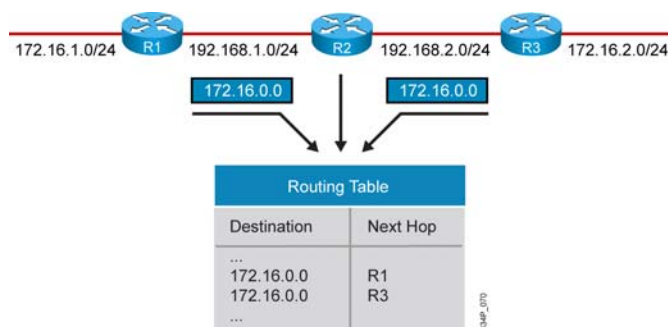 172.16.1.0/24 R1 192.168.1.0/24 R2 192.168.2.0/24 R3 172.16.2.0/24
172.16.0.0 172.16.0.0
Routing Table
Destination Next Hop
...
172.16.0.0 R1
172.16.0.0 R3
...